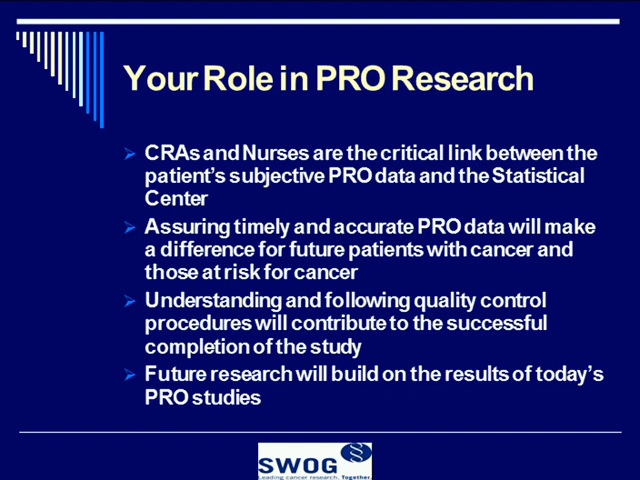 Your Role in PRO Research
CRAs and Nurses are the critical link between the
patient’s subjective PRO data and the Statistical
Center
Assuring timely and accurate PRO data will make
a difference for future patients with cancer and
those at risk for cancer
Understanding and following quality control
procedures will contribute to the successful
completion of the study
Future research will build on the results of today’s
PRO studies
SWOG
Leading cancer research. Together.